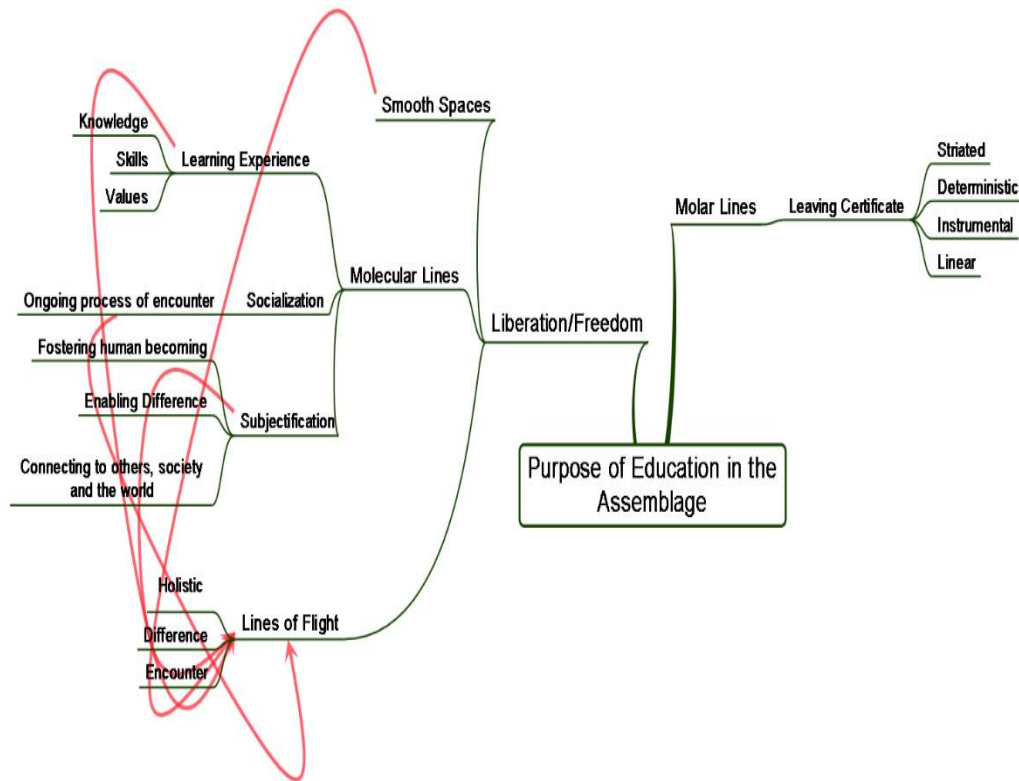 Smooth Spaces
Knowledge
Skills
Values
Learning Experience
Molecular Lines
Ongoing process of encounter
Socialization
Fostering human becoming
Enabling Difference
Connecting to others, society
and the world
Subjectification
Holistic
Difference
Encounter
Lines of Flight
Liberation/Freedom
Purpose of Education in the
Assemblage
Molar Lines
Leaving Certificate
Striated
Deterministic
Instrumental
Linear